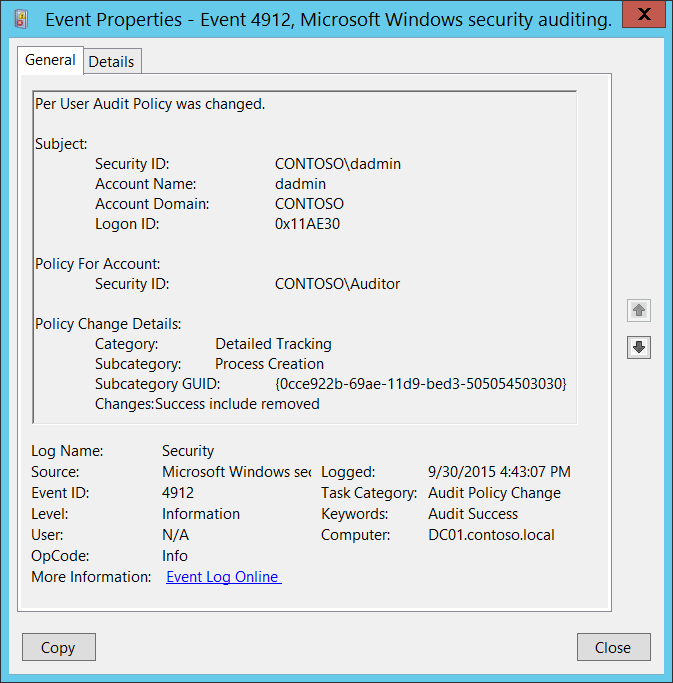 Event Properties - Event 4912, Microsoft Windows security auditing.
X
General Details
Per User Audit Policy was changed.
Subject:
Security ID: CONTOSO\dadmin
Account Name: dadmin
Account Domain: CONTOSO
Logon ID: 0x11AE30
Policy For Account:
Security ID: CONTOSO\Auditor
Policy Change Details:
Category: Detailed Tracking
Subcategory: Process Creation
Subcategory GUID: {0cce922b-69ae-11d9-bed3-505054503030}
Changes:Success include removed
Log Name: Security
Source: Microsoft Windows sec Logged: 9/30/2015 4:43:07 PM
Event ID: 4912 Task Category: Audit Policy Change
Level: Information Keywords: Audit Success
User: N/A Computer: DC01.contoso.local
OpCode: Info
More Information: Event Log Online
Copy Close